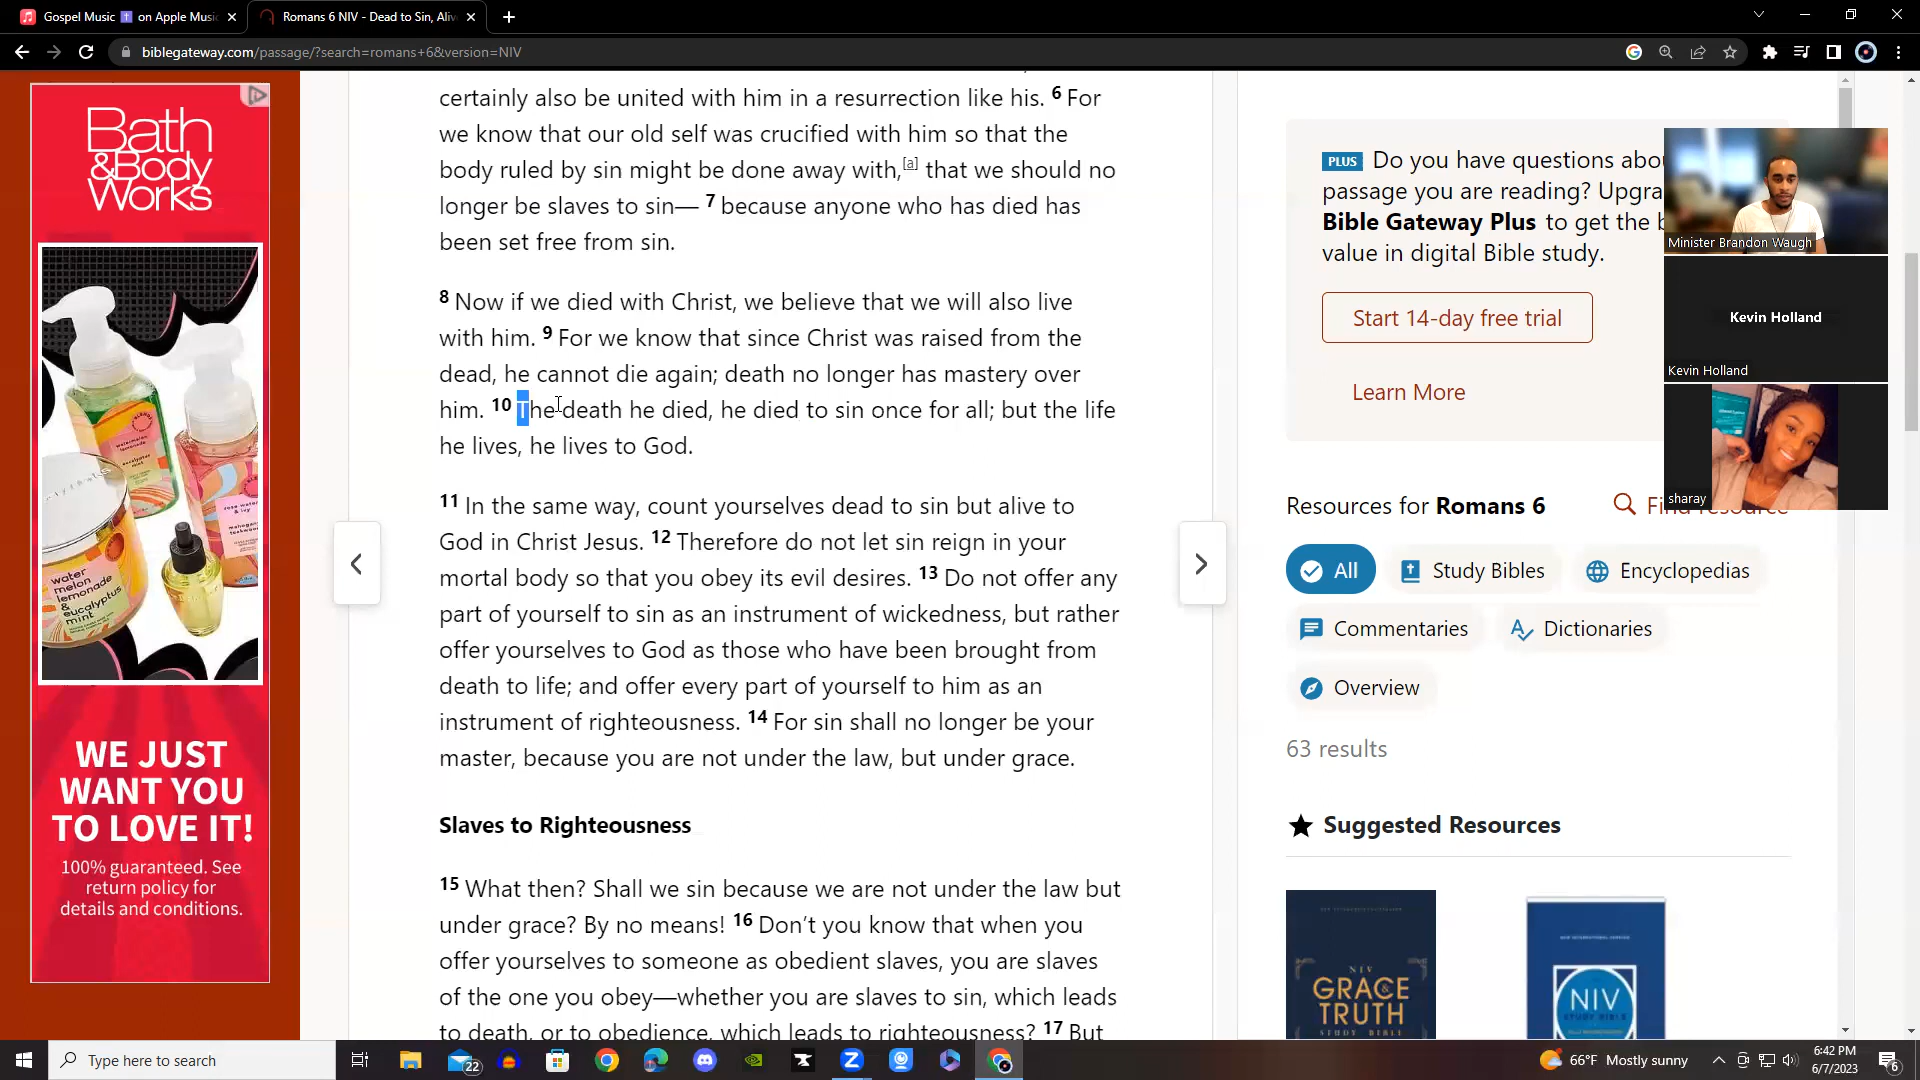 Gospel Music ✝ on Apple Music
Romans 6 NIV - Dead to Sin, Aliv
biblegateway.com/passage/?search=romans+6&version=NIV
Bath
&Body
Works
water
lemonade
&
eucalyptus
mint
WE JUST
WANT YOU
TO LOVE IT!
100% guaranteed. See
return policy for
details and conditions.
certainly also be united with him in a resurrection like his. 6 For
we know that our old self was crucified with him so that the
body ruled by sin might be done away with,[a] that we should no
longer be slaves to sin— 7 because anyone who has died has
been set free from sin.
8 Now if we died with Christ, we believe that we will also live
with him. 9 For we know that since Christ was raised from the
dead, he cannot die again; death no longer has mastery over
him. 10 The death he died, he died to sin once for all; but the life
he lives, he lives to God.
11 In the same way, count yourselves dead to sin but alive to
God in Christ Jesus. 12 Therefore do not let sin reign in your
mortal body so that you obey its evil desires. 13 Do not offer any
part of yourself to sin as an instrument of wickedness, but rather
offer yourselves to God as those who have been brought from
death to life; and offer every part of yourself to him as an
instrument of righteousness. 14 For sin shall no longer be your
master, because you are not under the law, but under grace.
Slaves to Righteousness
15 What then? Shall we sin because we are not under the law but
under grace? By no means! 16 Don’t you know that when you
offer yourselves to someone as obedient slaves, you are slaves
of the one you obey—whether you are slaves to sin, which leads
to death, or to obedience, which leads to righteousness? 17 But
PLUS Do you have questions abou
passage you are reading? Upgra
Bible Gateway Plus to get the b
value in digital Bible study.
Start 14-day free trial
Learn More
Minister Brandon Waugh
Kevin Holland
Kevin Holland
sharay
Resources for Romans 6
Find resource
All
Study Bibles
Encyclopedias
Commentaries
Dictionaries
Overview
63 results
Suggested Resources
NIV
GRACE
&
TRUTH
STUDY BIBLE
NIV
STUDY BIBLE
Type here to search
22
66°F Mostly sunny
6:42 PM
6/7/2023
6